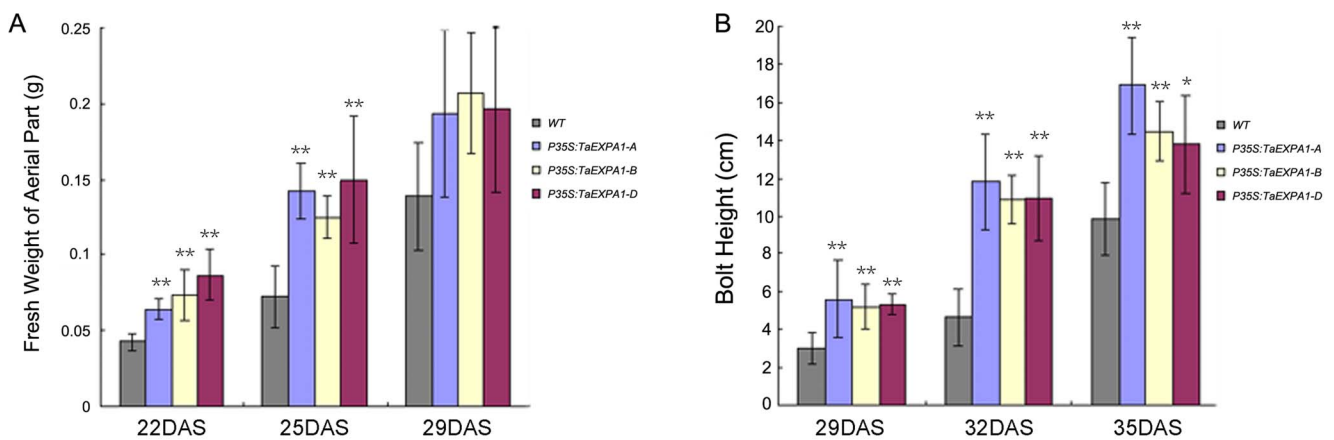 A
Fresh Weight of Aerial Part (g)
0.25
0.2
0.15
0.1
0.05
0
** ** **
** ** **
22DAS 25DAS 29DAS
WT
P35S:TaEXPA1-A
P35S:TaEXPA1-B
P35S:TaEXPA1-D
B
Bolt Height (cm)
20
18
16
14
12
10
8
6
4
2
0
** ** **
** ** **
** ** *
29DAS 32DAS 35DAS
WT
P35S:TaEXPA1-A
P35S:TaEXPA1-B
P35S:TaEXPA1-D